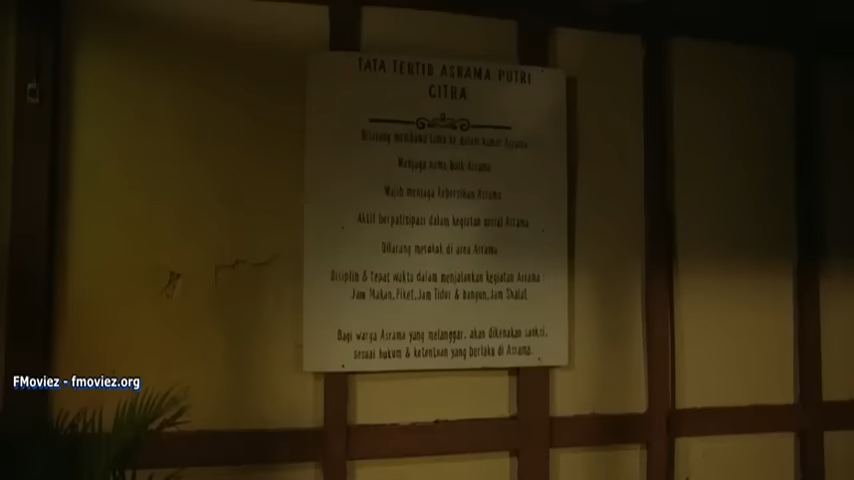 TATA TERTIB ASRAMA PUTRI
CITRA
Dilarang membawa tamu ke dalam kamar Asrama
Menjaga nama baik Asrama
Wajib menjaga kebersihan Asrama
Aktif berpatisipasi dalam kegiatan sosial Asrama
Dilarang merokok di area Asrama
Disiplin & tepat waktu dalam menjalankan kegiatan Asrama :
Jam Makan, Piket, Jam Tidur & bangun, Jam Shalat
Bagi warga Asrama yang melanggar, akan dikenakan sanksi,
sesuai hukum & ketentuan yang berlaku di Asrama.
FMoviez - fmoviez.org